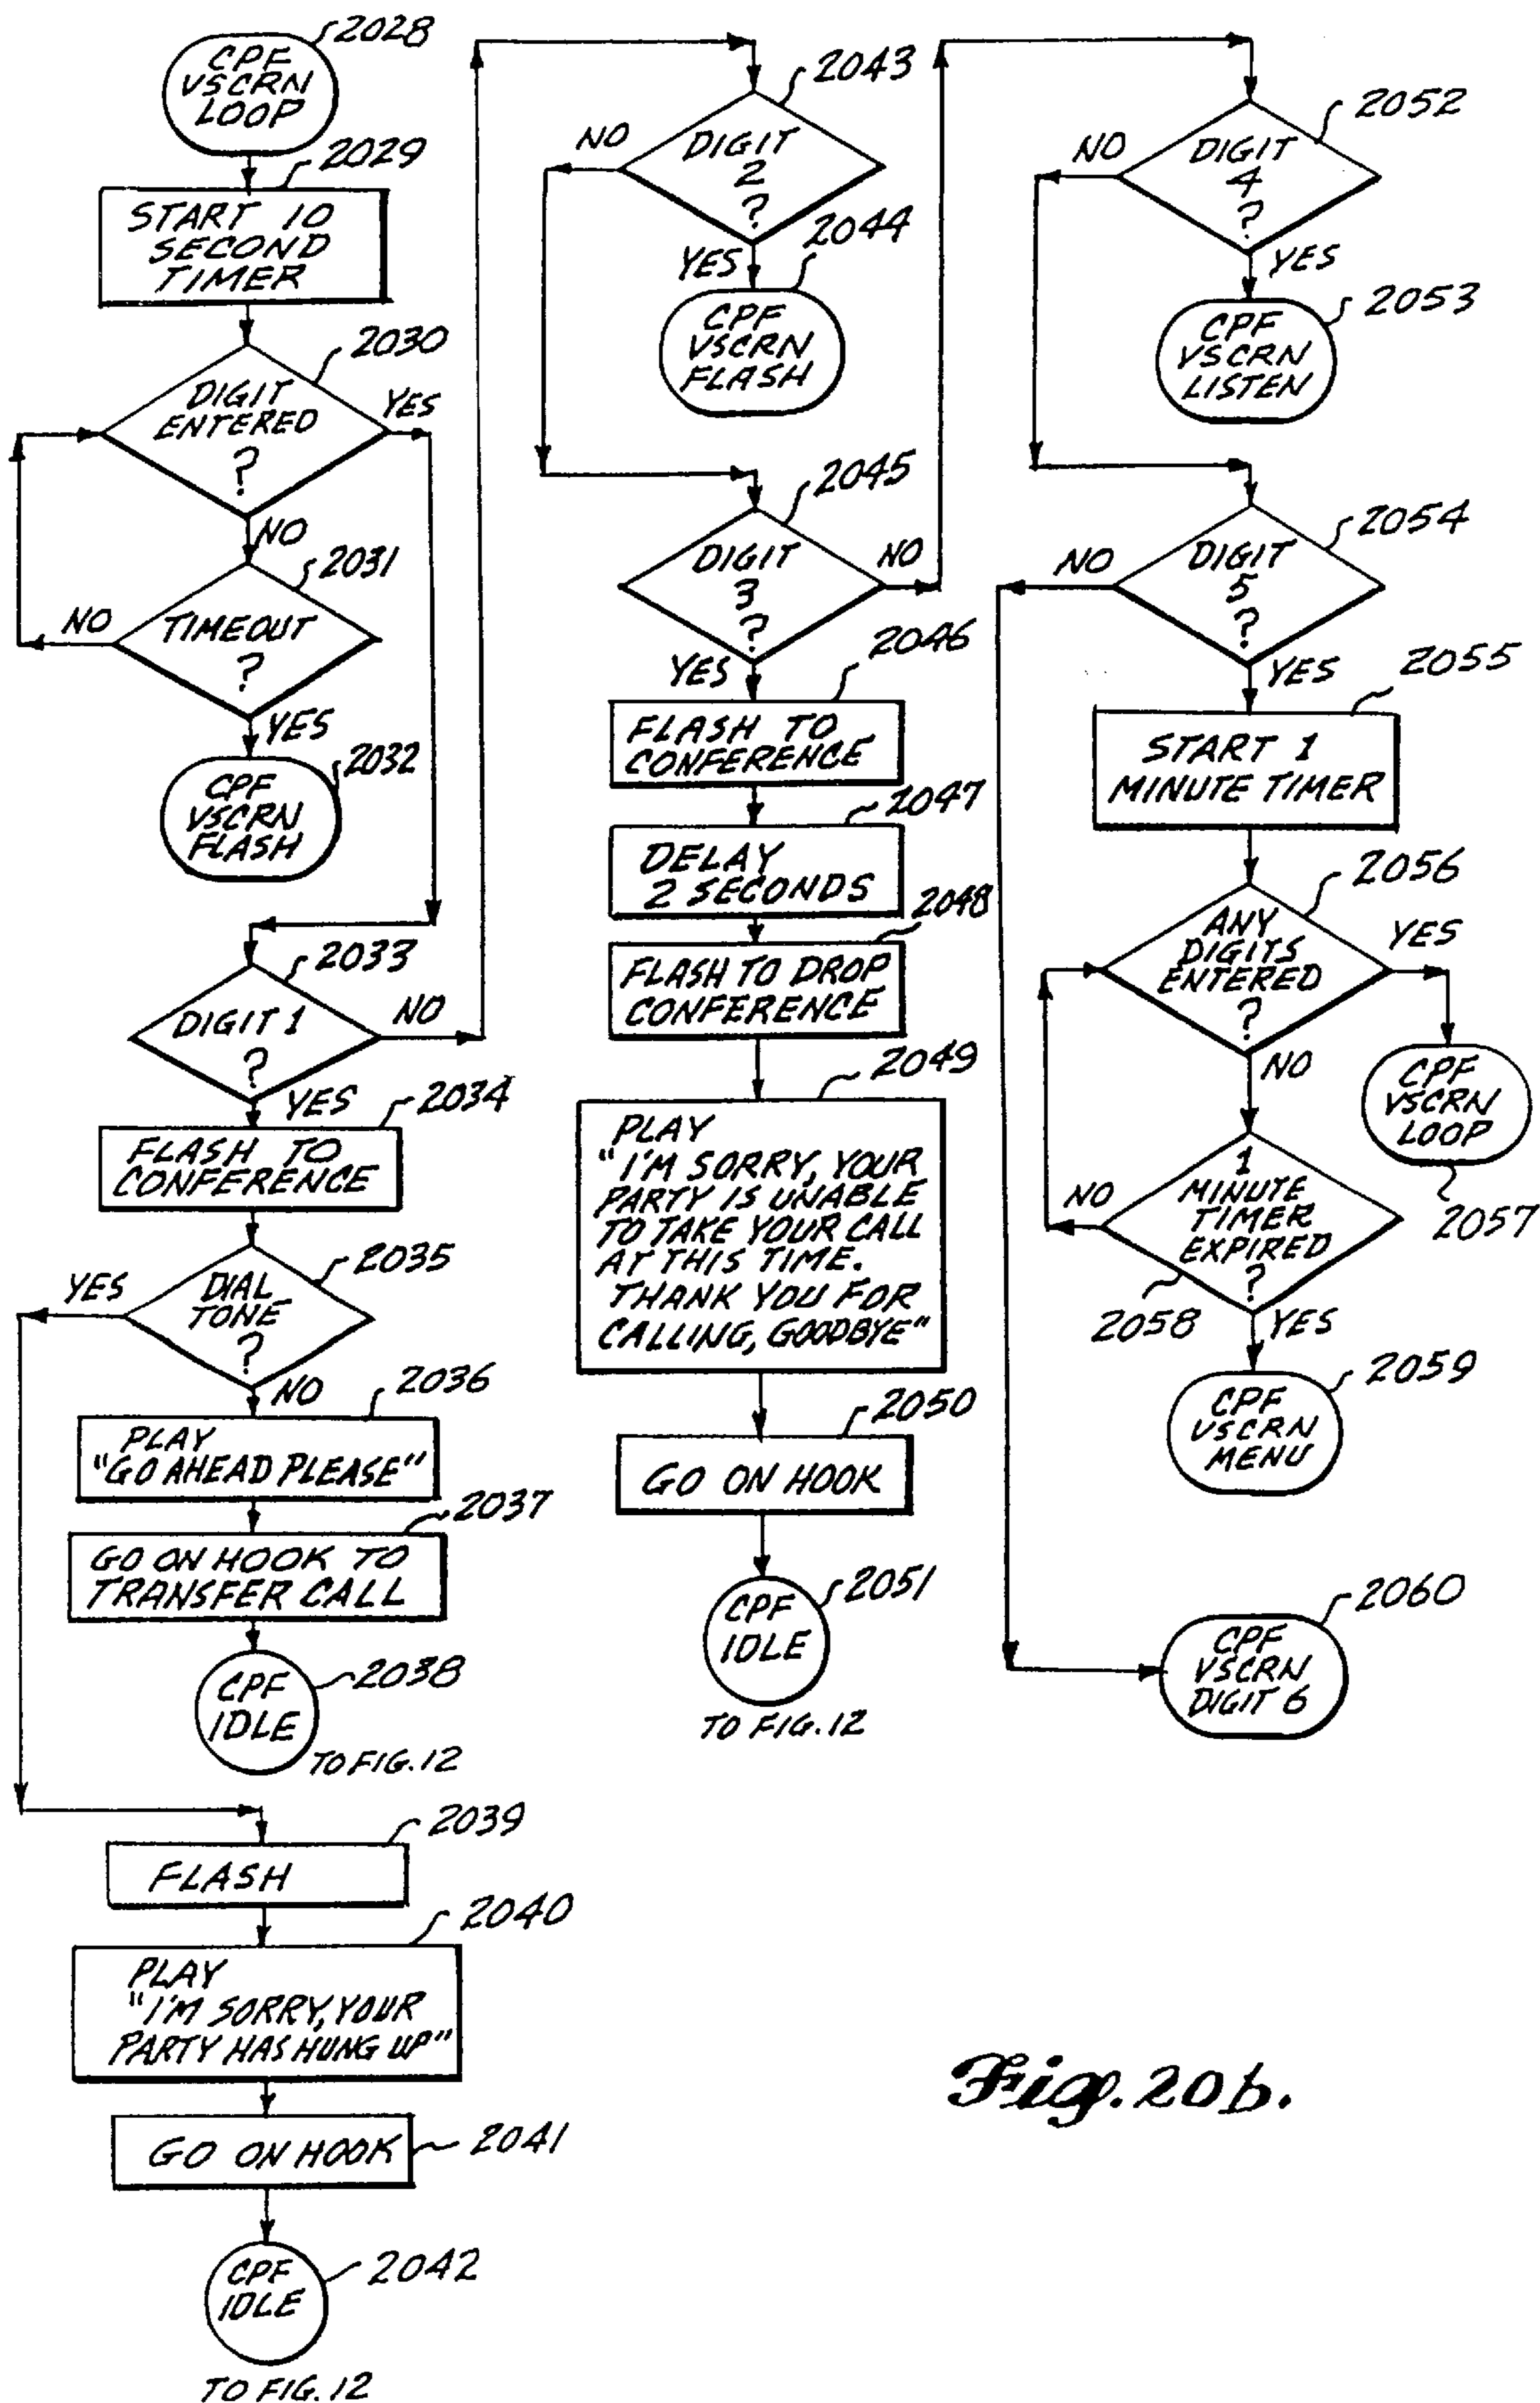 2028
CPF
VSCRN
LOOP
2029
START 10
SECOND
TIMER
2030
DIGIT
ENTERED
?
YES
NO
2031
TIMEOUT
?
NO
YES
2032
CPF
VSCRN
FLASH
2033
DIGIT 1
?
NO
YES
2034
FLASH TO
CONFERENCE
2035
DIAL
TONE
?
YES
NO
2036
PLAY
"GO AHEAD PLEASE"
2037
GO ON HOOK TO
TRANSFER CALL
2038
CPF
IDLE
TO FIG. 12
2039
FLASH
2040
PLAY
"I'M SORRY, YOUR
PARTY HAS HUNG UP"
2041
GO ON HOOK
2042
CPF
IDLE
TO FIG. 12
2043
DIGIT
2
?
NO
YES
2044
CPF
VSCRN
FLASH
2045
DIGIT
3
?
NO
YES
2046
FLASH TO
CONFERENCE
2047
DELAY
2 SECONDS
2048
FLASH TO DROP
CONFERENCE
2049
PLAY
"I'M SORRY, YOUR
PARTY IS UNABLE
TO TAKE YOUR CALL
AT THIS TIME.
THANK YOU FOR
CALLING, GOODBYE"
2050
GO ON HOOK
2051
CPF
IDLE
TO FIG. 12
2052
DIGIT
4
?
NO
YES
2053
CPF
VSCRN
LISTEN
2054
DIGIT
5
?
NO
YES
2055
START 1
MINUTE TIMER
2056
ANY
DIGITS
ENTERED
?
YES
NO
CPF
VSCRN
LOOP
2057
1
MINUTE
TIMER
EXPIRED
?
NO
2058
YES
2059
CPF
VSCRN
MENU
2060
CPF
VSCRN
DIGIT 6
Fig. 20b.